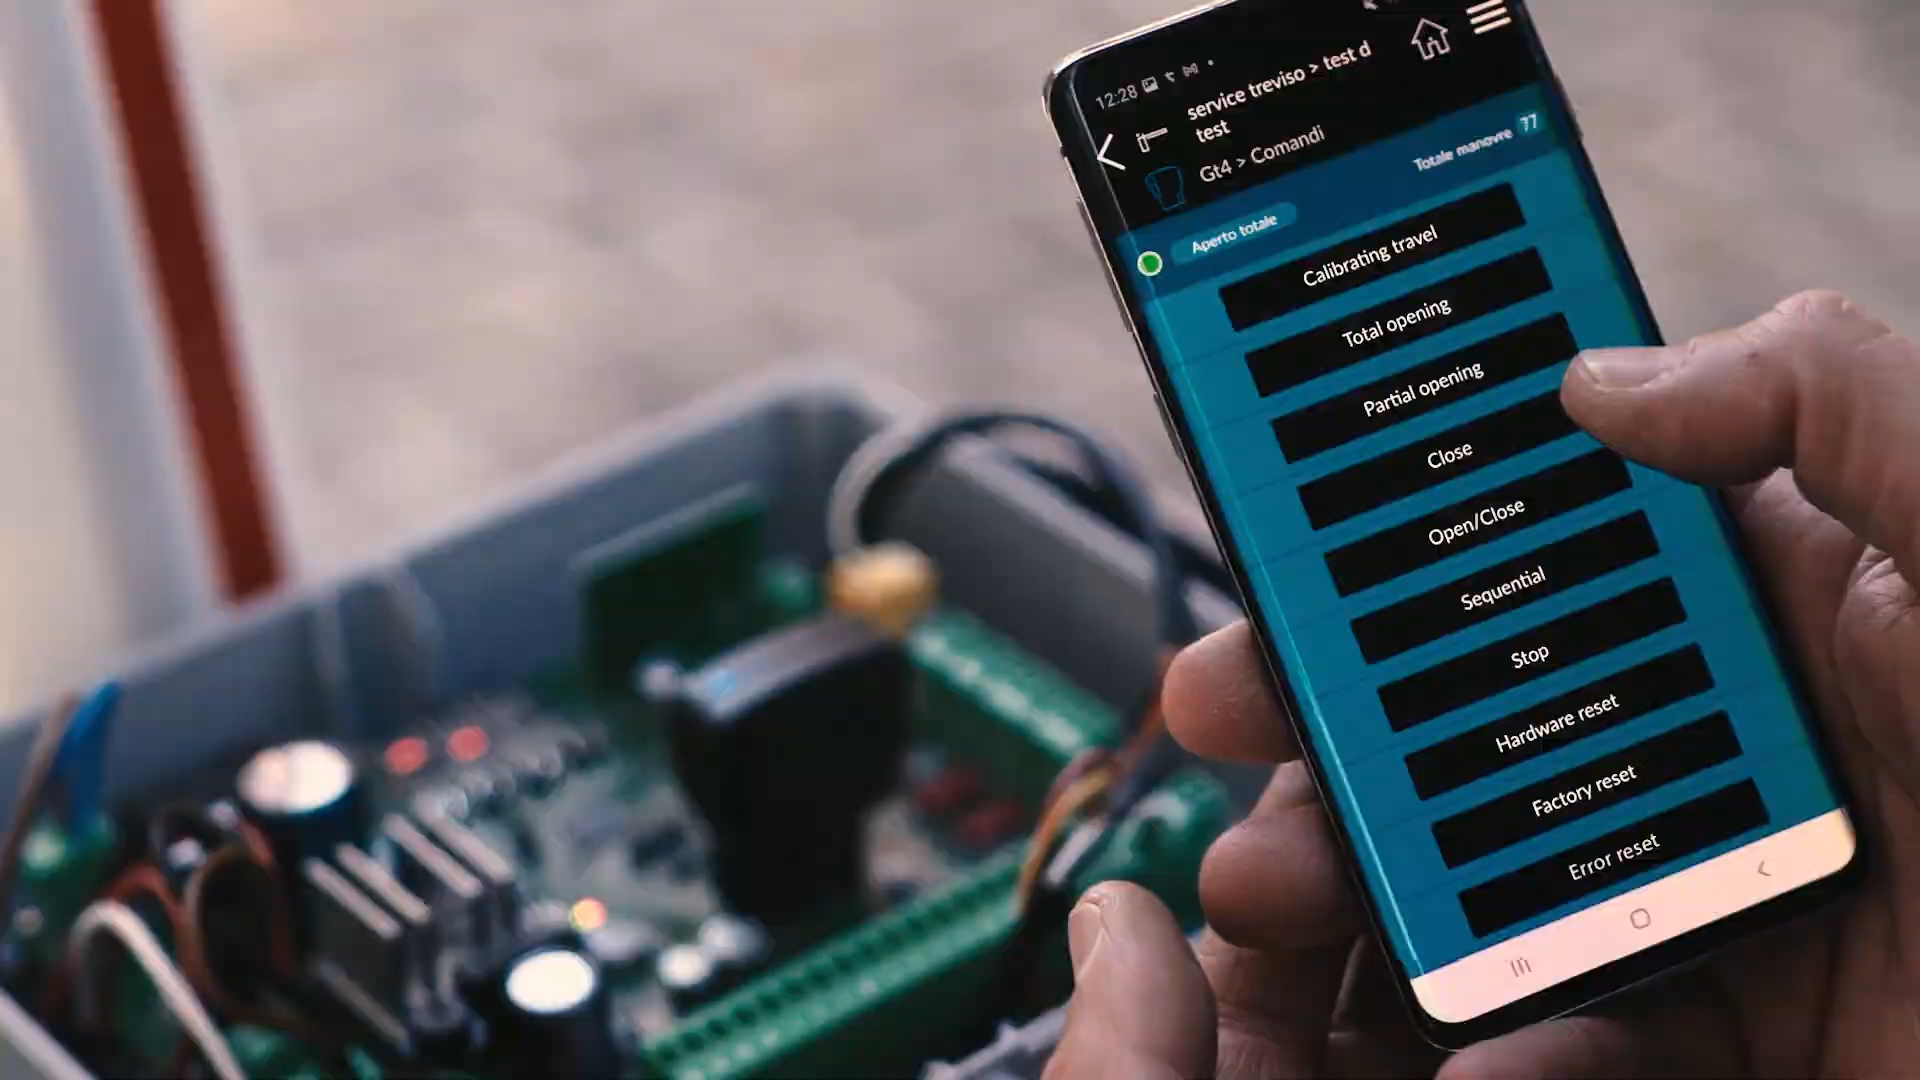 12:28
service treviso > test d
test
Gt4 > Comandi
Totale manovre 77
Aperto totale
Calibrating travel
Total opening
Partial opening
Close
Open/Close
Sequential
Stop
Hardware reset
Factory reset
Error reset